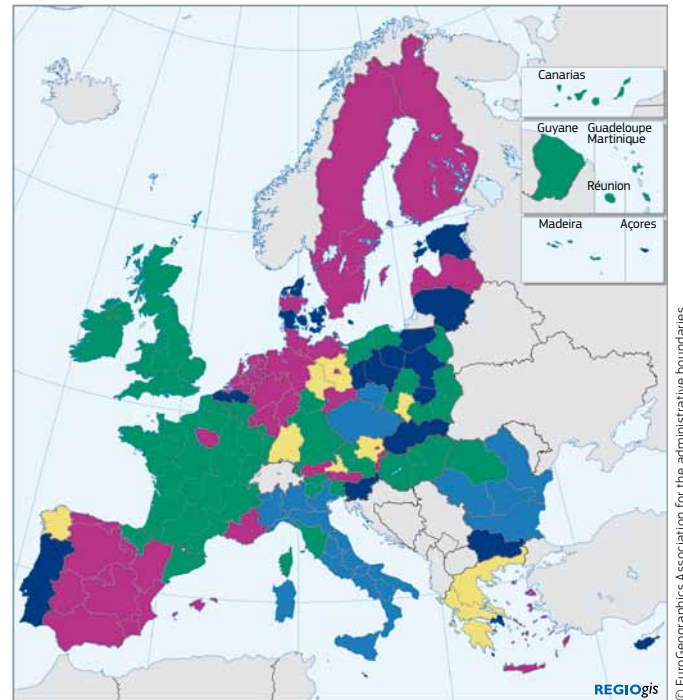 Canarias
Guyane
Guadeloupe
Martinique
Réunion
Madeira
Açores
© EuroGeographics Association for the administrative boundaries
REGIOgis